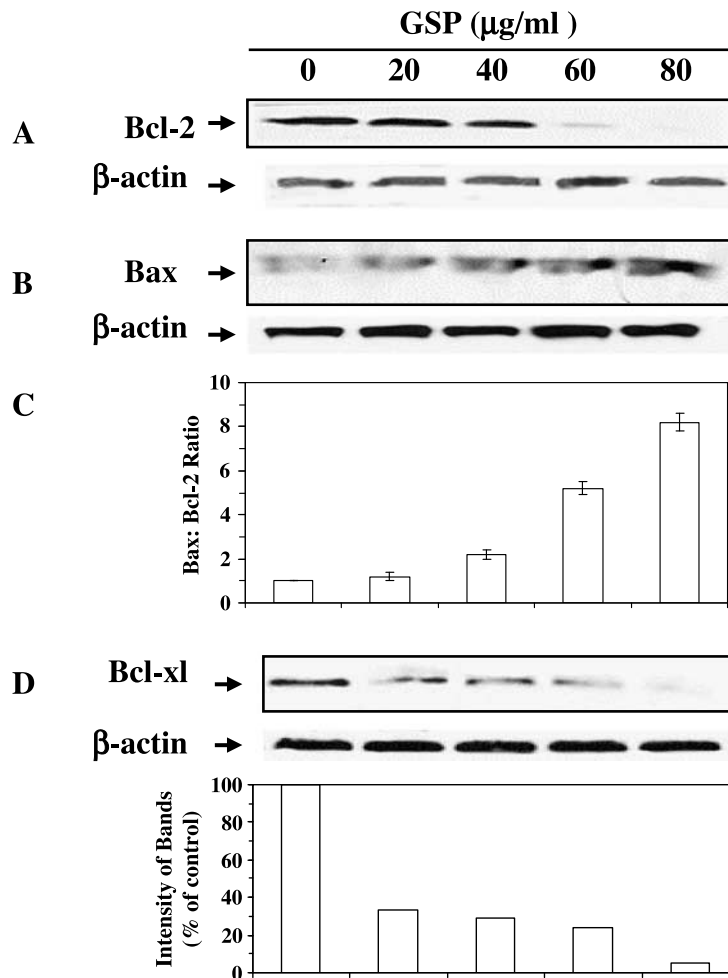 GSP (μg/ml )
0 20 40 60 80
A
Bcl-2
β-actin
B
Bax
β-actin
C
Bax: Bcl-2 Ratio
10
8
6
4
2
0
D
Bcl-xl
β-actin
Intensity of Bands
(% of control)
100
80
60
40
20
0